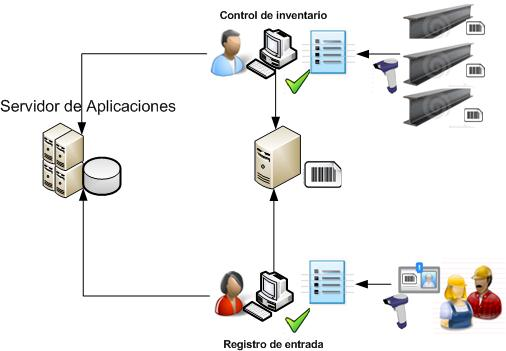 Control de inventario
Servidor de Aplicaciones
Registro de entrada